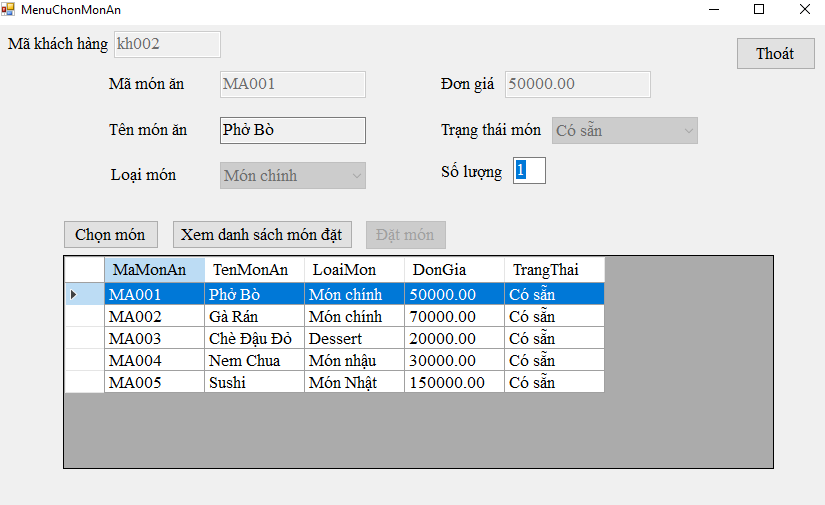 MenuChonMonAn
Mã khách hàng kh002
Thoát
Mã món ăn MA001 Đơn giá 50000.00
Tên món ăn Phở Bò Trạng thái món Có sẵn
Loại món Món chính Số lượng 1
Chọn món Xem danh sách món đặt Đặt món
MaMonAn TenMonAn LoaiMon DonGia TrangThai
MA001 Phở Bò Món chính 50000.00 Có sẵn
MA002 Gà Rán Món chính 70000.00 Có sẵn
MA003 Chè Đậu Đỏ Dessert 20000.00 Có sẵn
MA004 Nem Chua Món nhậu 30000.00 Có sẵn
MA005 Sushi Món Nhật 150000.00 Có sẵn